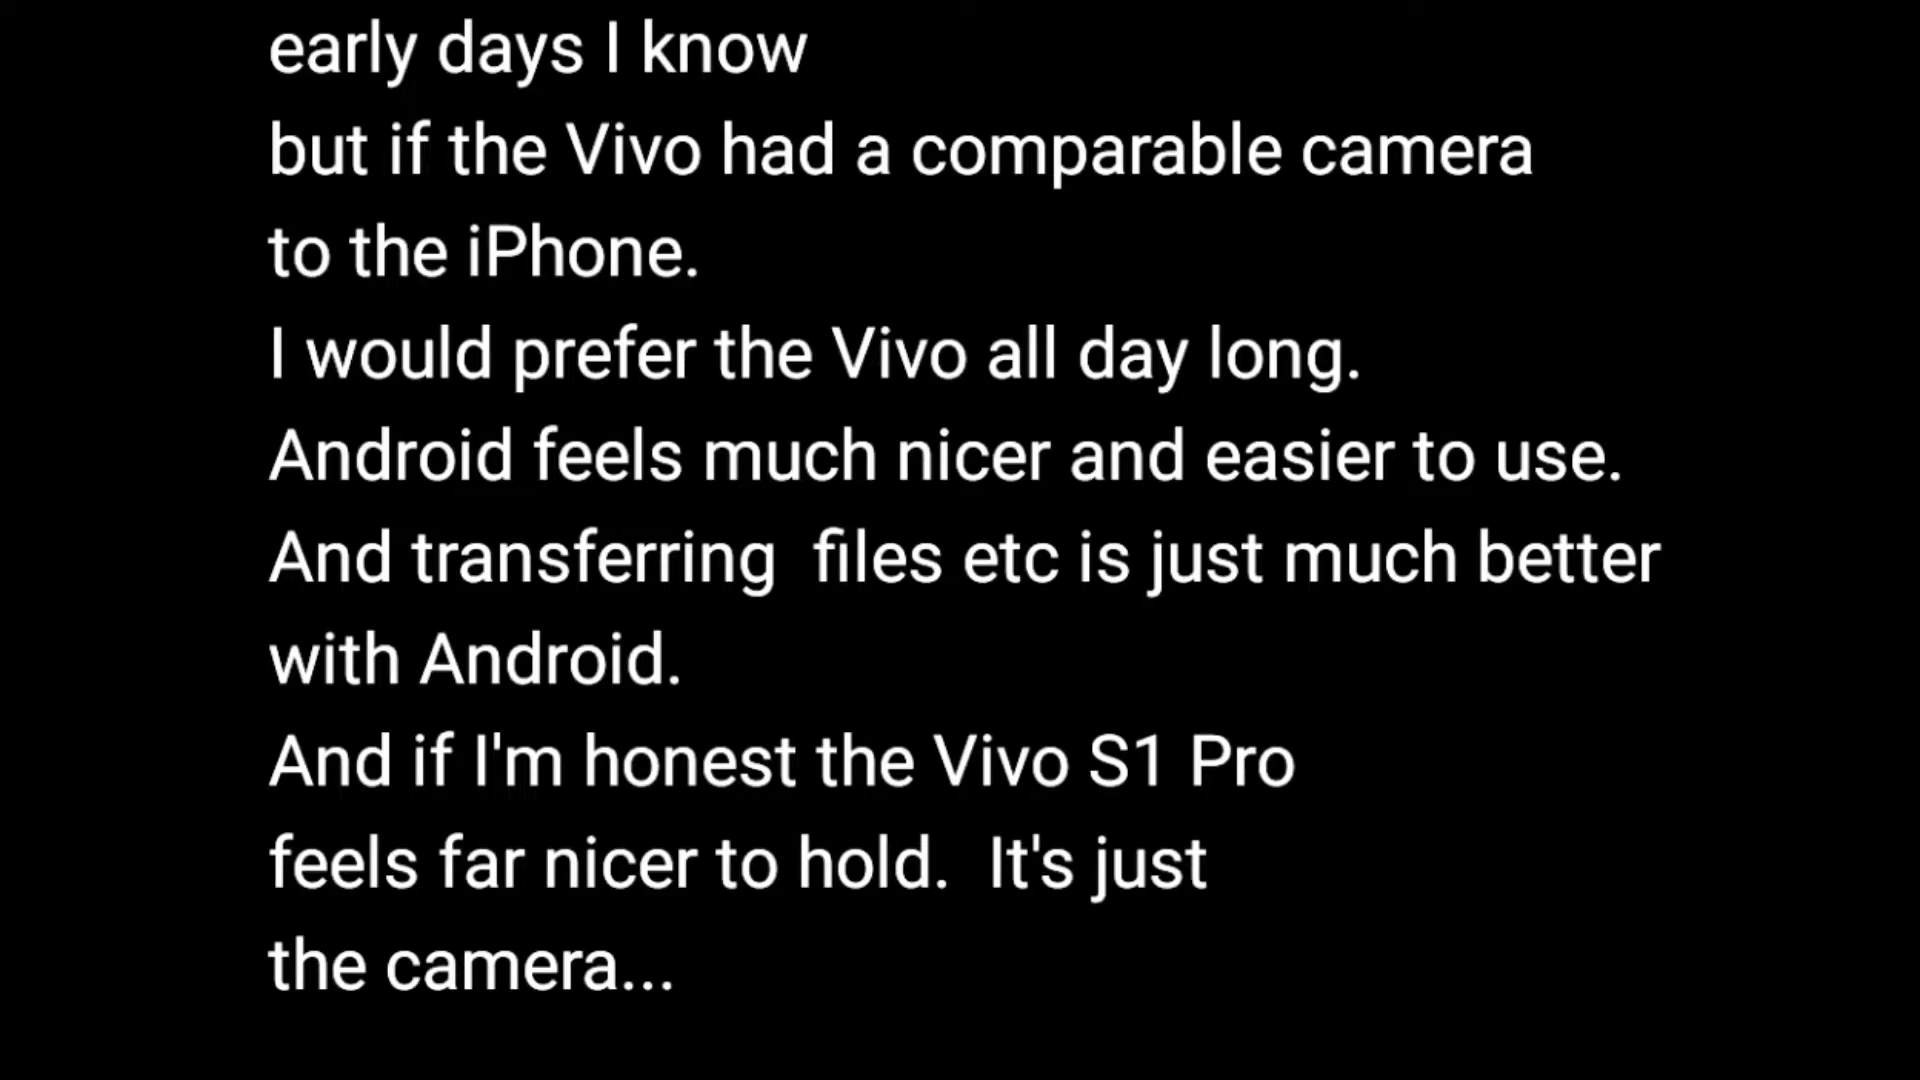 early days I know
but if the Vivo had a comparable camera
to the iPhone.
I would prefer the Vivo all day long.
Android feels much nicer and easier to use.
And transferring  files etc is just much better
with Android.
And if I'm honest the Vivo S1 Pro
feels far nicer to hold.  It's just
the camera...